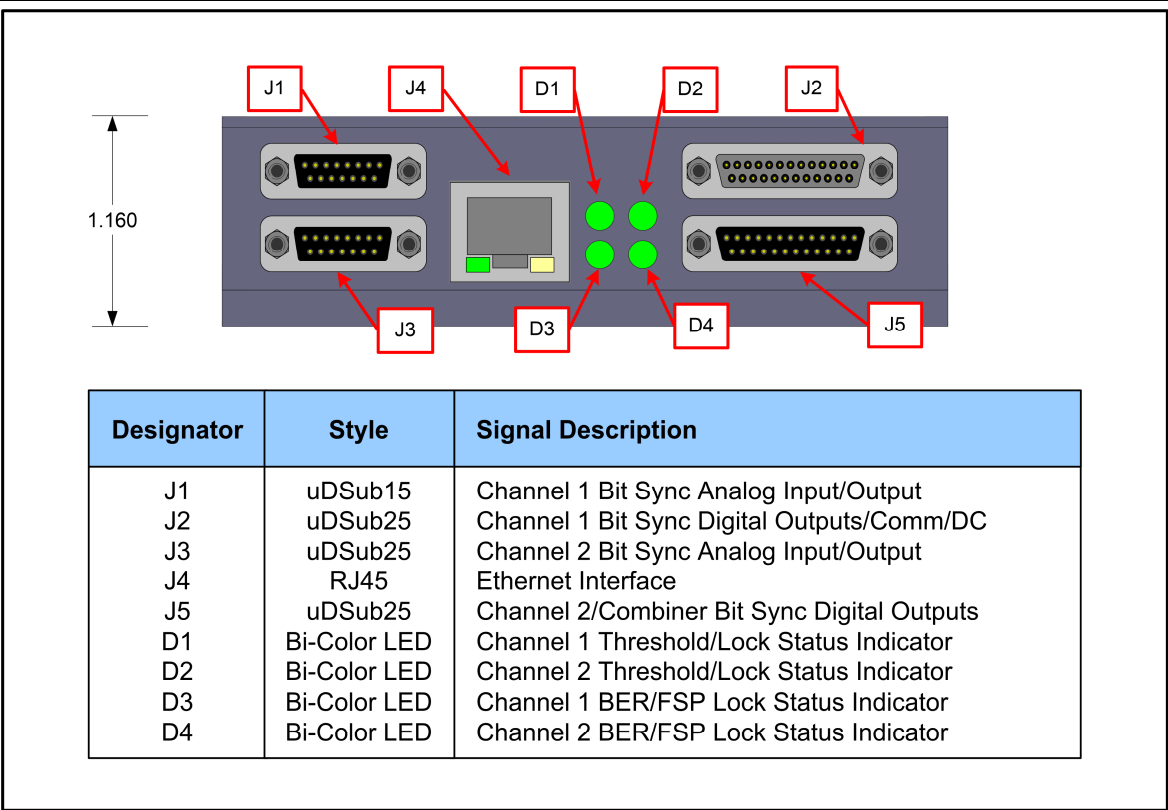 J1 J4 D1 D2 J2
1.160
J3 D3 D4 J5
Designator Style Signal Description
J1 uDSub15 Channel 1 Bit Sync Analog Input/Output
J2 uDSub25 Channel 1 Bit Sync Digital Outputs/Comm/DC
J3 uDSub25 Channel 2 Bit Sync Analog Input/Output
J4 RJ45 Ethernet Interface
J5 uDSub25 Channel 2/Combiner Bit Sync Digital Outputs
D1 Bi-Color LED Channel 1 Threshold/Lock Status Indicator
D2 Bi-Color LED Channel 2 Threshold/Lock Status Indicator
D3 Bi-Color LED Channel 1 BER/FSP Lock Status Indicator
D4 Bi-Color LED Channel 2 BER/FSP Lock Status Indicator